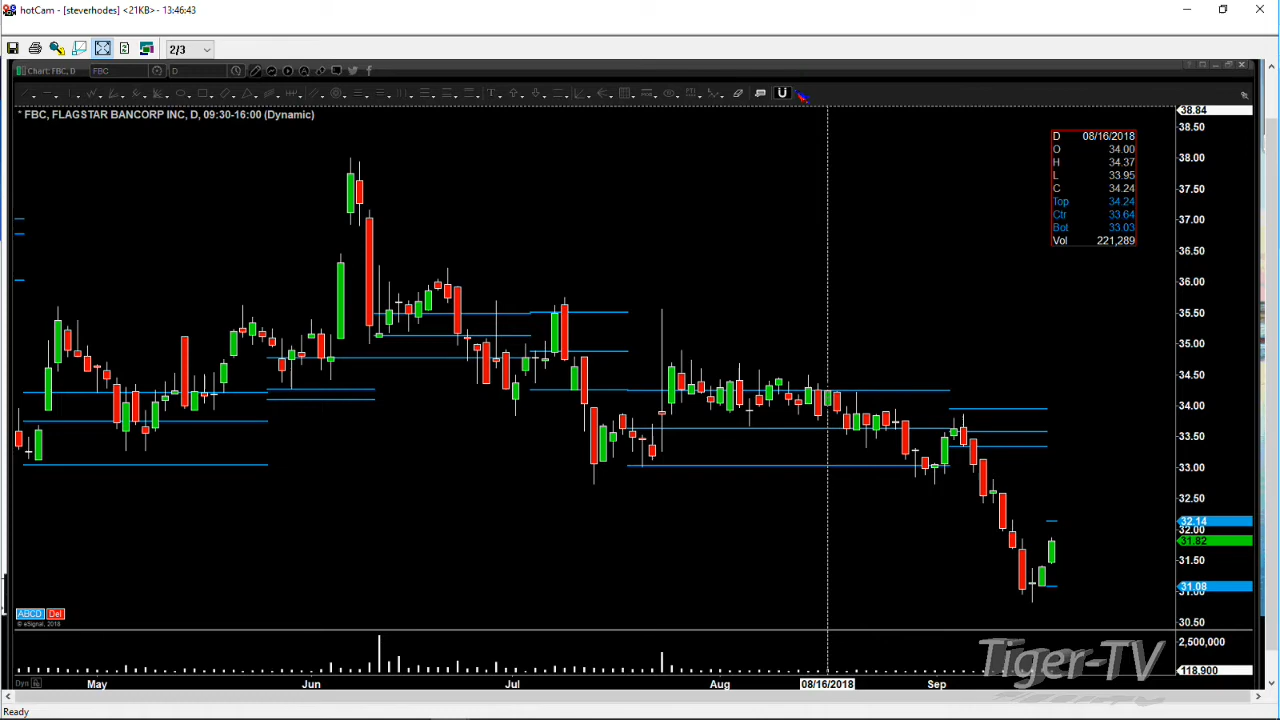 hotCam - [steverhodes] <21KB> - 13:46:43
2/3
Chart: FBC, D
FBC
D
* FBC, FLAGSTAR BANCORP INC, D, 09:30-16:00 (Dynamic)
38.84
38.50
38.00
37.50
37.00
36.50
36.00
35.50
35.00
34.50
34.00
33.50
33.00
32.50
32.14
32.00
31.82
31.50
31.08
31.00
30.50
D 08/16/2018
O 34.00
H 34.37
L 33.95
C 34.24
Top 34.24
Ctr 33.64
Bot 33.03
Vol 221,289
ABCD Del
© eSignal, 2018
2,500,000
118,900
Tiger-TV
Dyn
May Jun Jul Aug 08/16/2018 Sep
Ready